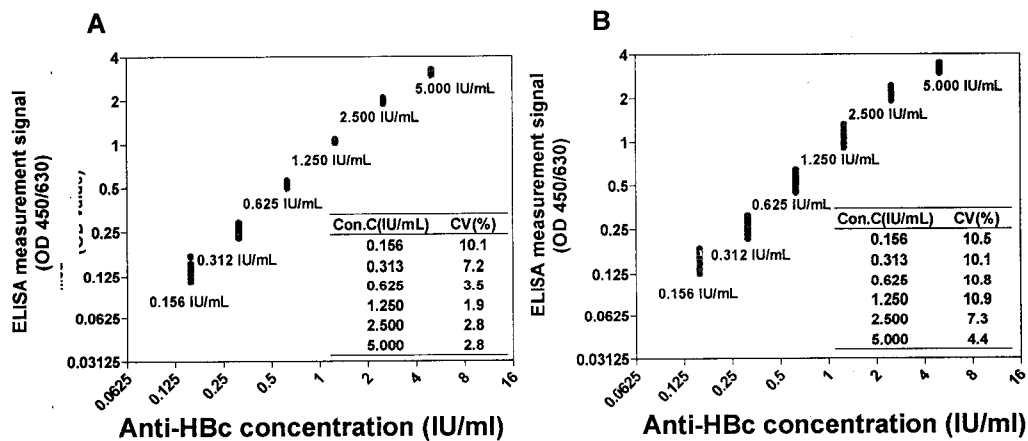 A
ELISA measurement signal
(OD 450/630)
4
2
1
0.5
0.25
0.125
0.0625
0.03125
5.000 IU/mL
2.500 IU/mL
1.250 IU/mL
0.625 IU/mL
0.312 IU/mL
0.156 IU/mL
Con.C(IU/mL) CV(%)
0.156 10.1
0.313 7.2
0.625 3.5
1.250 1.9
2.500 2.8
5.000 2.8
0.0625 0.125 0.25 0.5 1 2 4 8 16
Anti-HBc concentration (IU/ml)
B
ELISA measurement signal
(OD 450/630)
4
2
1
0.5
0.25
0.125
0.0625
0.03125
5.000 IU/mL
2.500 IU/mL
1.250 IU/mL
0.625 IU/mL
0.312 IU/mL
0.156 IU/mL
Con.C(IU/mL) CV(%)
0.156 10.5
0.313 10.1
0.625 10.8
1.250 10.9
2.500 7.3
5.000 4.4
0.0625 0.125 0.25 0.5 1 2 4 8 16
Anti-HBc concentration (IU/ml)